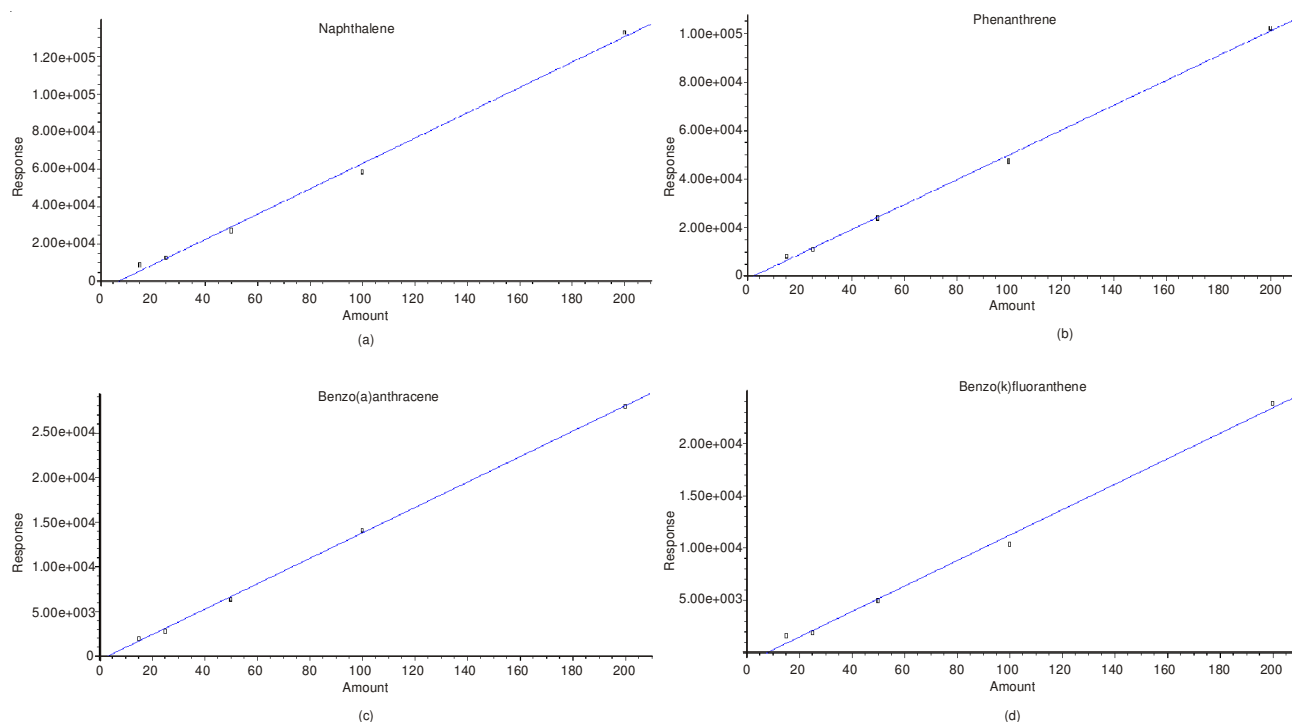 Naphthalene
1.20e+005
1.00e+005
8.00e+004
6.00e+004
4.00e+004
2.00e+004
0
Response
0 20 40 60 80 100 120 140 160 180 200
Amount
(a)
Phenanthrene
1.00e+005
8.00e+004
6.00e+004
4.00e+004
2.00e+004
0
Response
0 20 40 60 80 100 120 140 160 180 200
Amount
(b)
Benzo(a)anthracene
2.50e+004
2.00e+004
1.50e+004
1.00e+004
5.00e+003
0
Response
0 20 40 60 80 100 120 140 160 180 200
Amount
(c)
Benzo(k)fluoranthene
2.00e+004
1.50e+004
1.00e+004
5.00e+003
Response
0 20 40 60 80 100 120 140 160 180 200
Amount
(d)